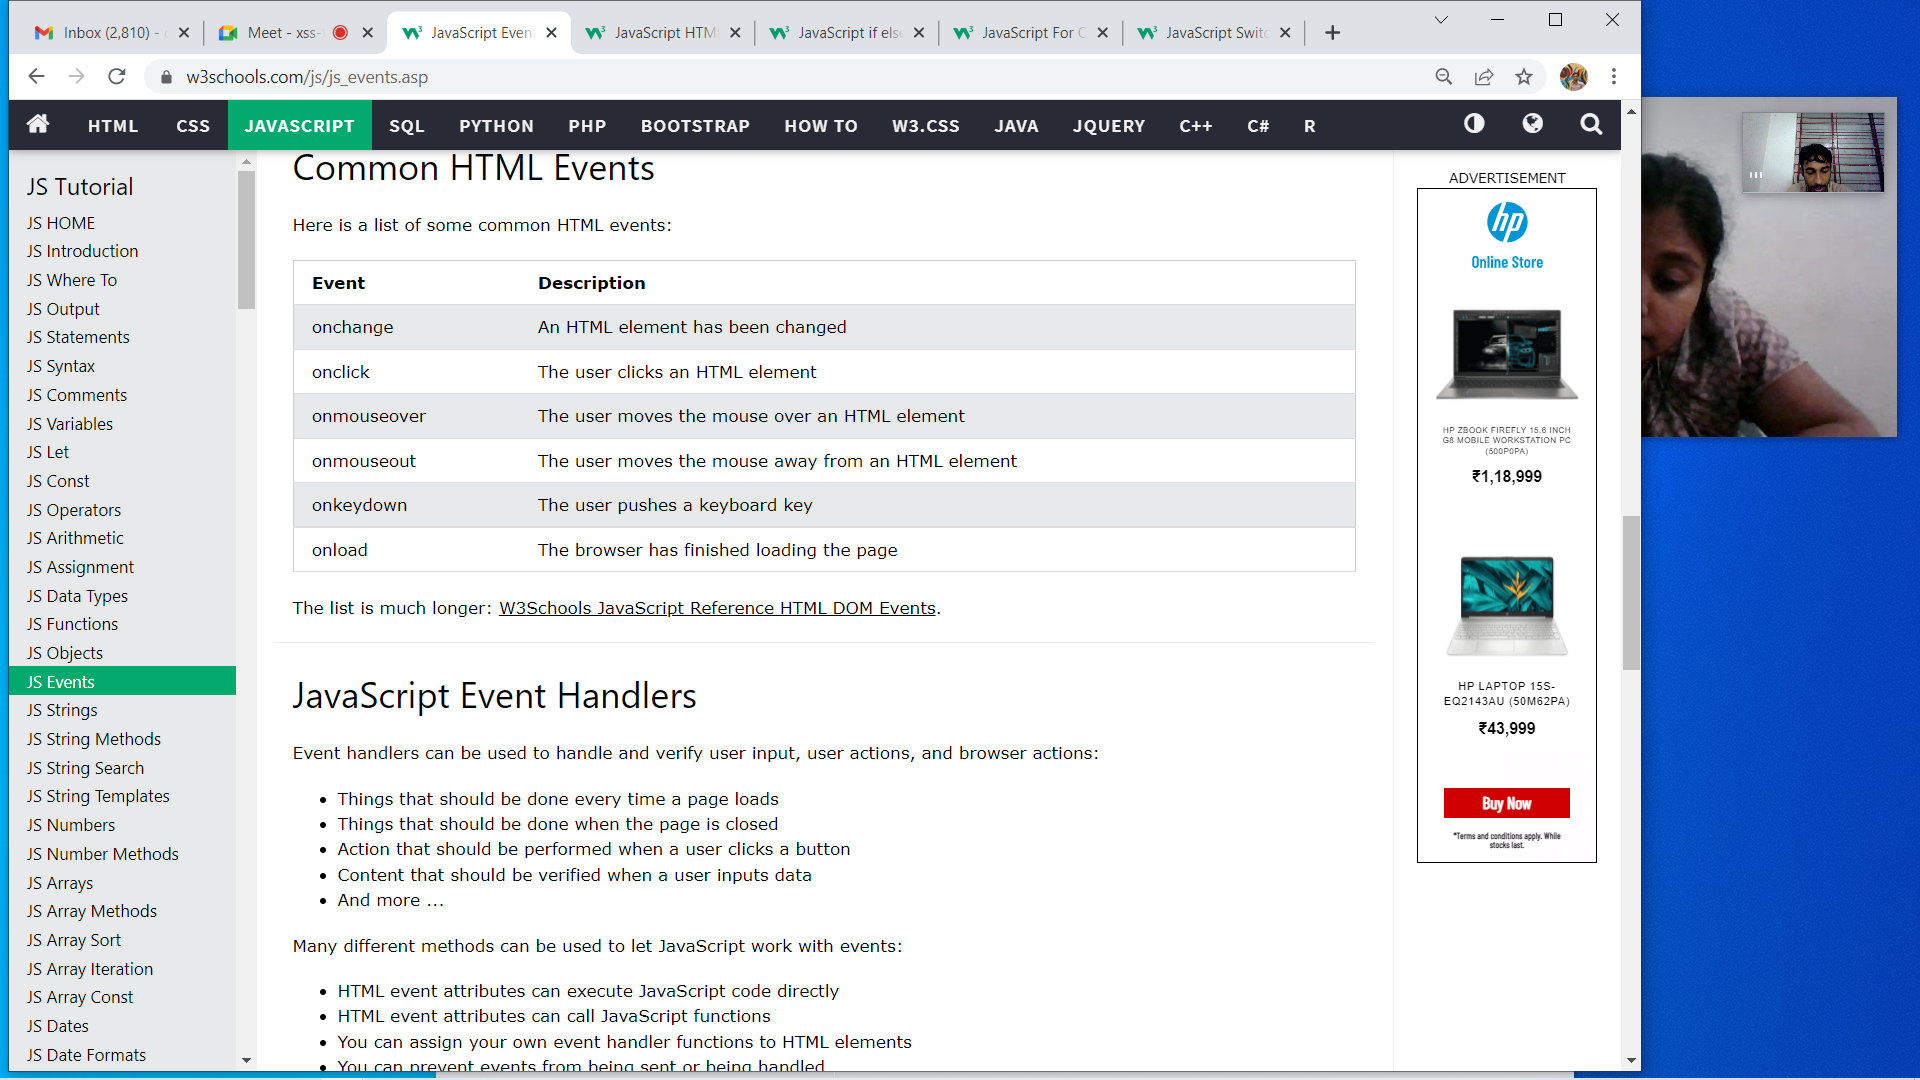 Inbox (2,810) -
Meet - xss-
JavaScript Even
JavaScript HTM
JavaScript if else
JavaScript For
JavaScript Swit
w3schools.com/js/js_events.asp
HTML CSS JAVASCRIPT SQL PYTHON PHP BOOTSTRAP HOW TO W3.CSS JAVA JQUERY C++ C# R
JS Tutorial
JS HOME
JS Introduction
JS Where To
JS Output
JS Statements
JS Syntax
JS Comments
JS Variables
JS Let
JS Const
JS Operators
JS Arithmetic
JS Assignment
JS Data Types
JS Functions
JS Objects
JS Events
JS Strings
JS String Methods
JS String Search
JS String Templates
JS Numbers
JS Number Methods
JS Arrays
JS Array Methods
JS Array Sort
JS Array Iteration
JS Array Const
JS Dates
JS Date Formats
Common HTML Events
Here is a list of some common HTML events:
Event Description
onchange An HTML element has been changed
onclick The user clicks an HTML element
onmouseover The user moves the mouse over an HTML element
onmouseout The user moves the mouse away from an HTML element
onkeydown The user pushes a keyboard key
onload The browser has finished loading the page
The list is much longer: W3Schools JavaScript Reference HTML DOM Events.
JavaScript Event Handlers
Event handlers can be used to handle and verify user input, user actions, and browser actions:
• Things that should be done every time a page loads
• Things that should be done when the page is closed
• Action that should be performed when a user clicks a button
• Content that should be verified when a user inputs data
• And more ...
Many different methods can be used to let JavaScript work with events:
• HTML event attributes can execute JavaScript code directly
• HTML event attributes can call JavaScript functions
• You can assign your own event handler functions to HTML elements
• You can prevent events from being sent or being handled
ADVERTISEMENT
hp
Online Store
HP ZBOOK FIREFLY 15.6 INCH
G8 MOBILE WORKSTATION PC
(500P0PA)
₹1,18,999
HP LAPTOP 15S-
EQ2143AU (50M62PA)
₹43,999
Buy Now
*Terms and conditions apply. While
stocks last.